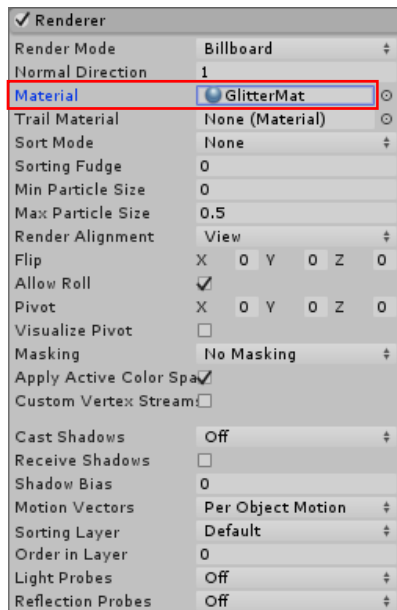 Renderer
Render Mode Billboard
Normal Direction 1
Material GlitterMat
Trail Material None (Material)
Sort Mode None
Sorting Fudge 0
Min Particle Size 0
Max Particle Size 0.5
Render Alignment View
Flip X 0 Y 0 Z 0
Allow Roll
Pivot X 0 Y 0 Z 0
Visualize Pivot
Masking No Masking
Apply Active Color Spa
Custom Vertex Stream
Cast Shadows Off
Receive Shadows
Shadow Bias 0
Motion Vectors Per Object Motion
Sorting Layer Default
Order in Layer 0
Light Probes Off
Reflection Probes Off